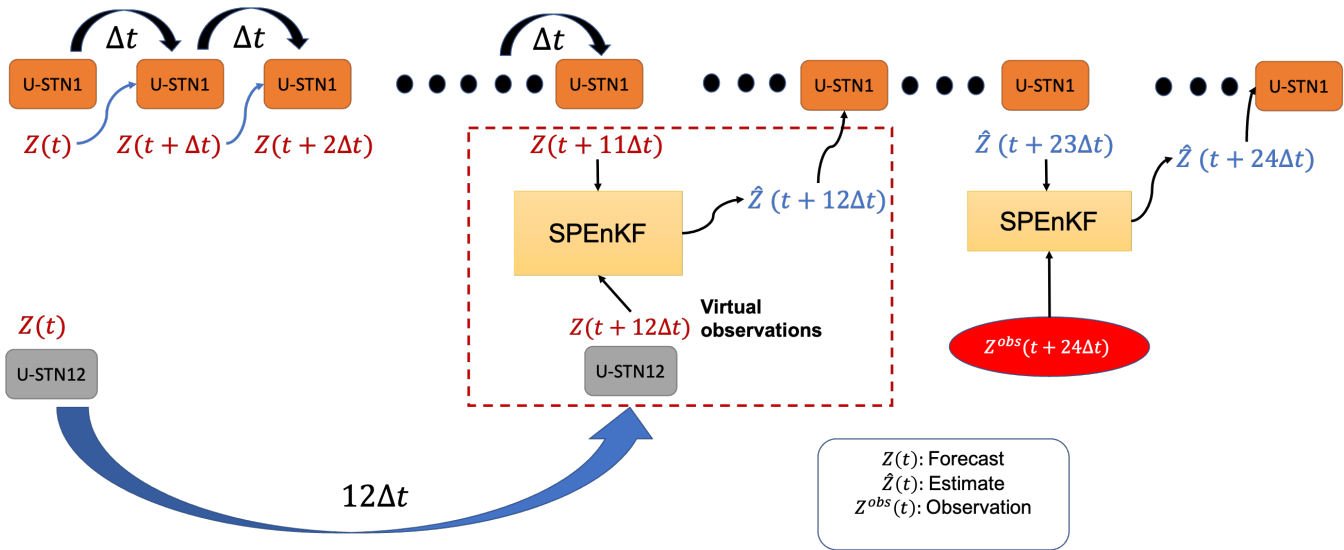 Δt Δt Δt
U-STN1 U-STN1 U-STN1 U-STN1 U-STN1 U-STN1 U-STN1
Z(t) Z(t + Δt) Z(t + 2Δt) Z(t + 11Δt) Ẑ (t + 23Δt) Ẑ (t + 24Δt)
Ẑ (t + 12Δt)
SPEnKF SPEnKF
Virtual
observations
Z(t) Z(t + 12Δt)
Z^obs(t + 24Δt)
U-STN12 U-STN12
12Δt
Z(t): Forecast
Ẑ(t): Estimate
Z^obs(t): Observation